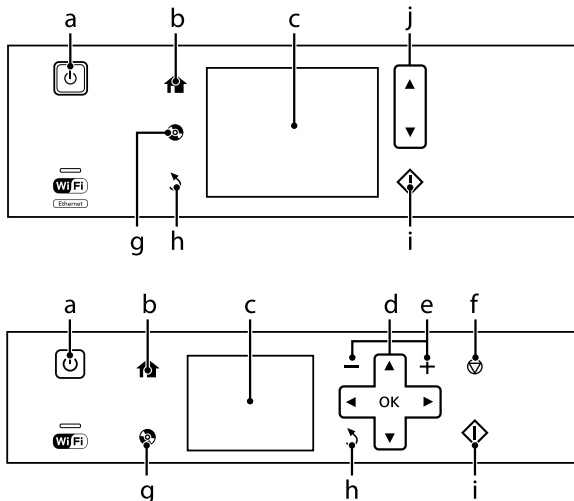 a b c j
WiFi
Ethernet
g h i
a b c d e f
OK
WiFi
g h i